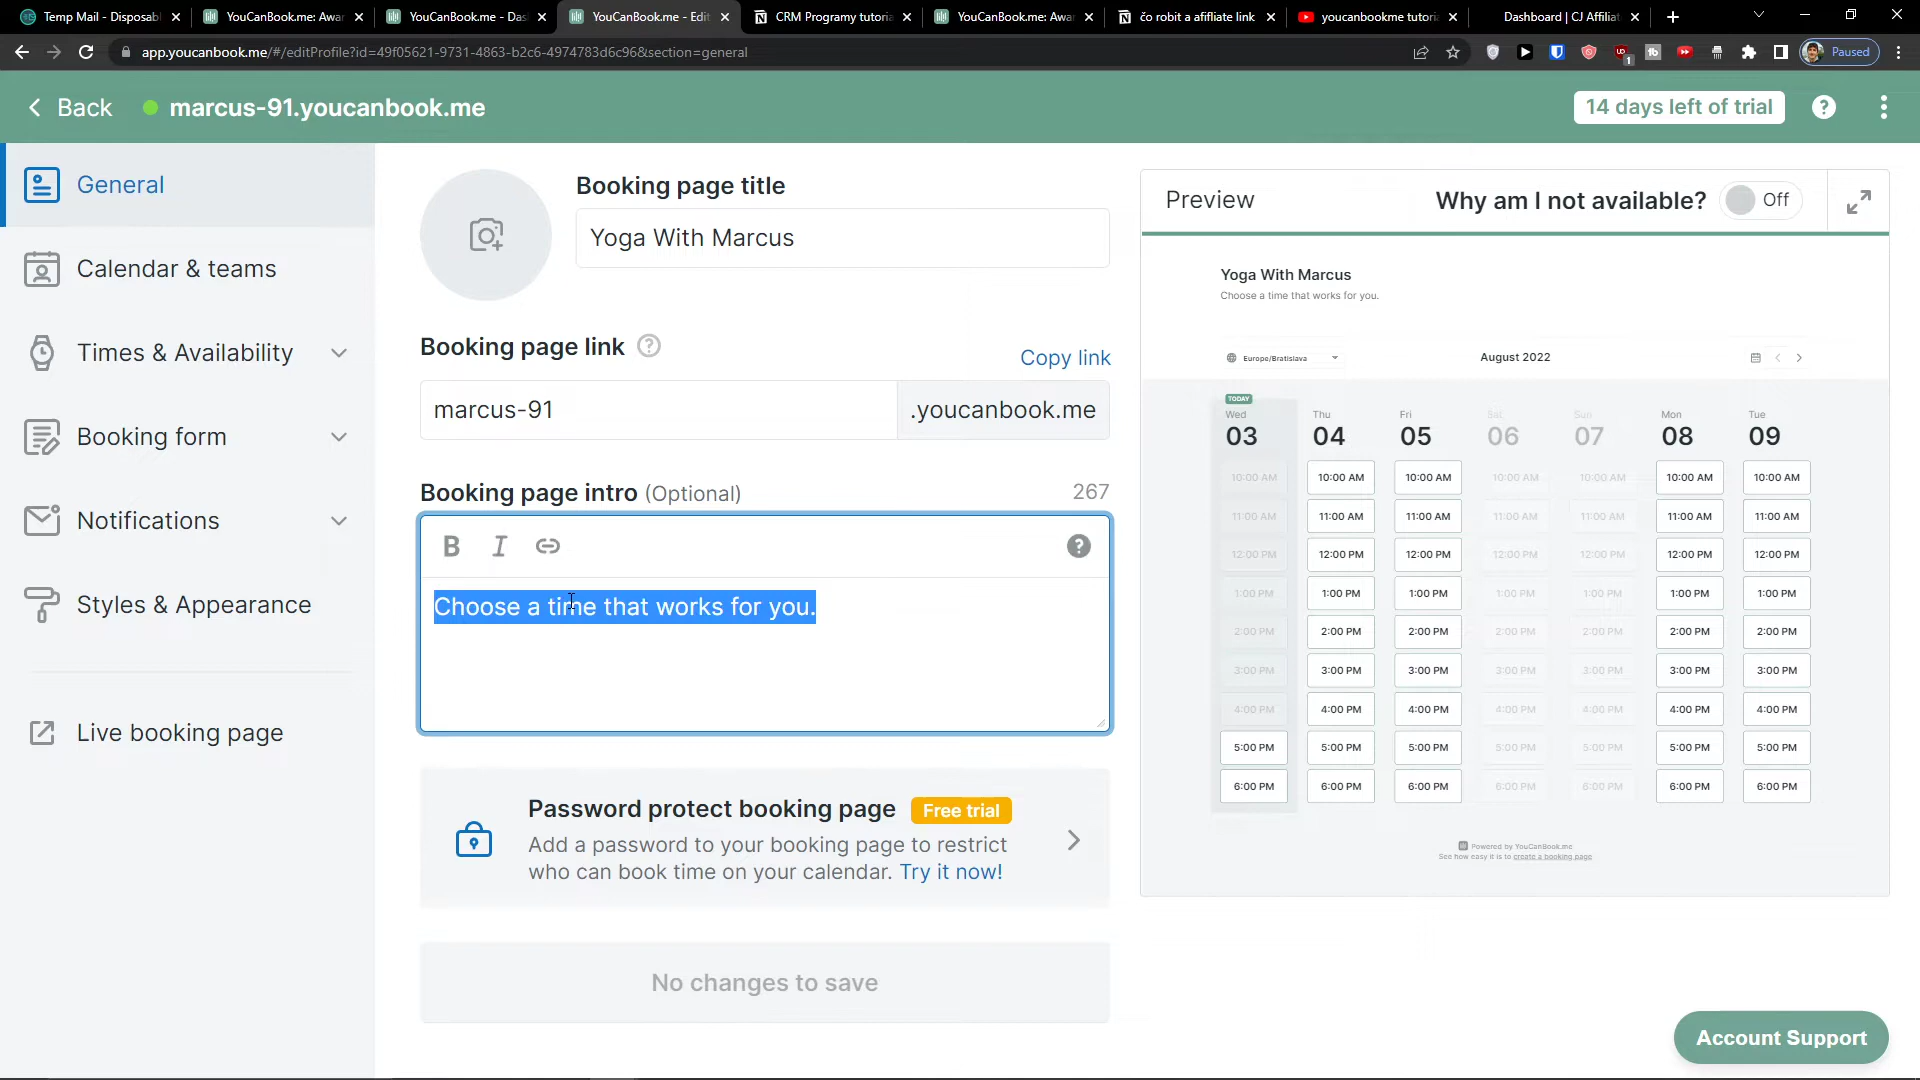 Temp Mail - Disposabl
YouCanBook.me: Awar
YouCanBook.me - Das
YouCanBook.me - Edit
CRM Programy tutoria
YouCanBook.me: Awar
čo robit a afifliate link
youcanbookme tutori
Dashboard | CJ Affiliat
app.youcanbook.me/#/editProfile?id=49f05621-9731-4863-b2c6-4974783d6c96&section=general
1
Paused
Back
marcus-91.youcanbook.me
14 days left of trial
?
General
Calendar & teams
Times & Availability
Booking form
Notifications
Styles & Appearance
Live booking page
Booking page title
Yoga With Marcus
Booking page link ?
Copy link
marcus-91
.youcanbook.me
Booking page intro (Optional)
267
B I
?
Choose a time that works for you.
Password protect booking page
Free trial
Add a password to your booking page to restrict
who can book time on your calendar. Try it now!
No changes to save
Preview
Why am I not available?
Off
Yoga With Marcus
Choose a time that works for you.
Europe/Bratislava
August 2022
TODAY
Wed Thu Fri Sat Sun Mon Tue
03 04 05 06 07 08 09
10:00 AM 10:00 AM 10:00 AM 10:00 AM 10:00 AM 10:00 AM 10:00 AM
11:00 AM 11:00 AM 11:00 AM 11:00 AM 11:00 AM 11:00 AM 11:00 AM
12:00 PM 12:00 PM 12:00 PM 12:00 PM 12:00 PM 12:00 PM 12:00 PM
1:00 PM 1:00 PM 1:00 PM 1:00 PM 1:00 PM 1:00 PM 1:00 PM
2:00 PM 2:00 PM 2:00 PM 2:00 PM 2:00 PM 2:00 PM 2:00 PM
3:00 PM 3:00 PM 3:00 PM 3:00 PM 3:00 PM 3:00 PM 3:00 PM
4:00 PM 4:00 PM 4:00 PM 4:00 PM 4:00 PM 4:00 PM 4:00 PM
5:00 PM 5:00 PM 5:00 PM 5:00 PM 5:00 PM 5:00 PM 5:00 PM
6:00 PM 6:00 PM 6:00 PM 6:00 PM 6:00 PM 6:00 PM 6:00 PM
Powered by YouCanBook.me
See how easy it is to create a booking page
Account Support